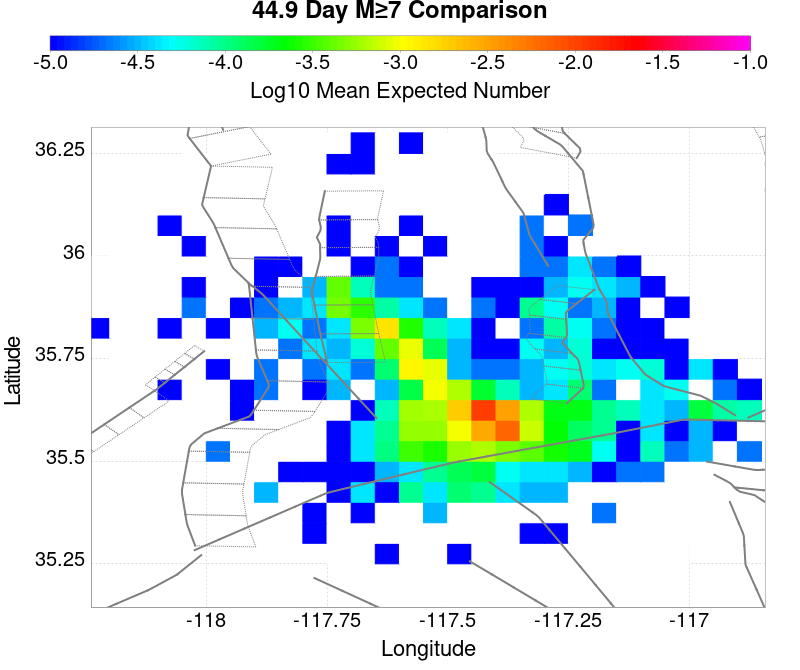 44.9 Day M≥7 Comparison
-5.0 -4.5 -4.0 -3.5 -3.0 -2.5 -2.0 -1.5 -1.0
Log10 Mean Expected Number
36.25
36
35.75
35.5
35.25
Latitude
-118 -117.75 -117.5 -117.25 -117
Longitude